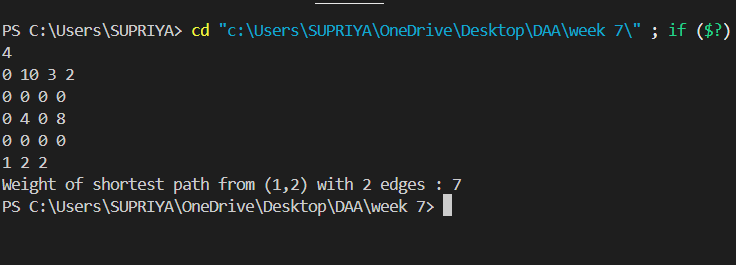 PS C:\Users\SUPRIYA> cd "c:\Users\SUPRIYA\OneDrive\Desktop\DAA\week 7\" ; if ($?)
4
0 10 3 2
0 0 0 0
0 4 0 8
0 0 0 0
1 2 2
Weight of shortest path from (1,2) with 2 edges : 7
PS C:\Users\SUPRIYA\OneDrive\Desktop\DAA\week 7>